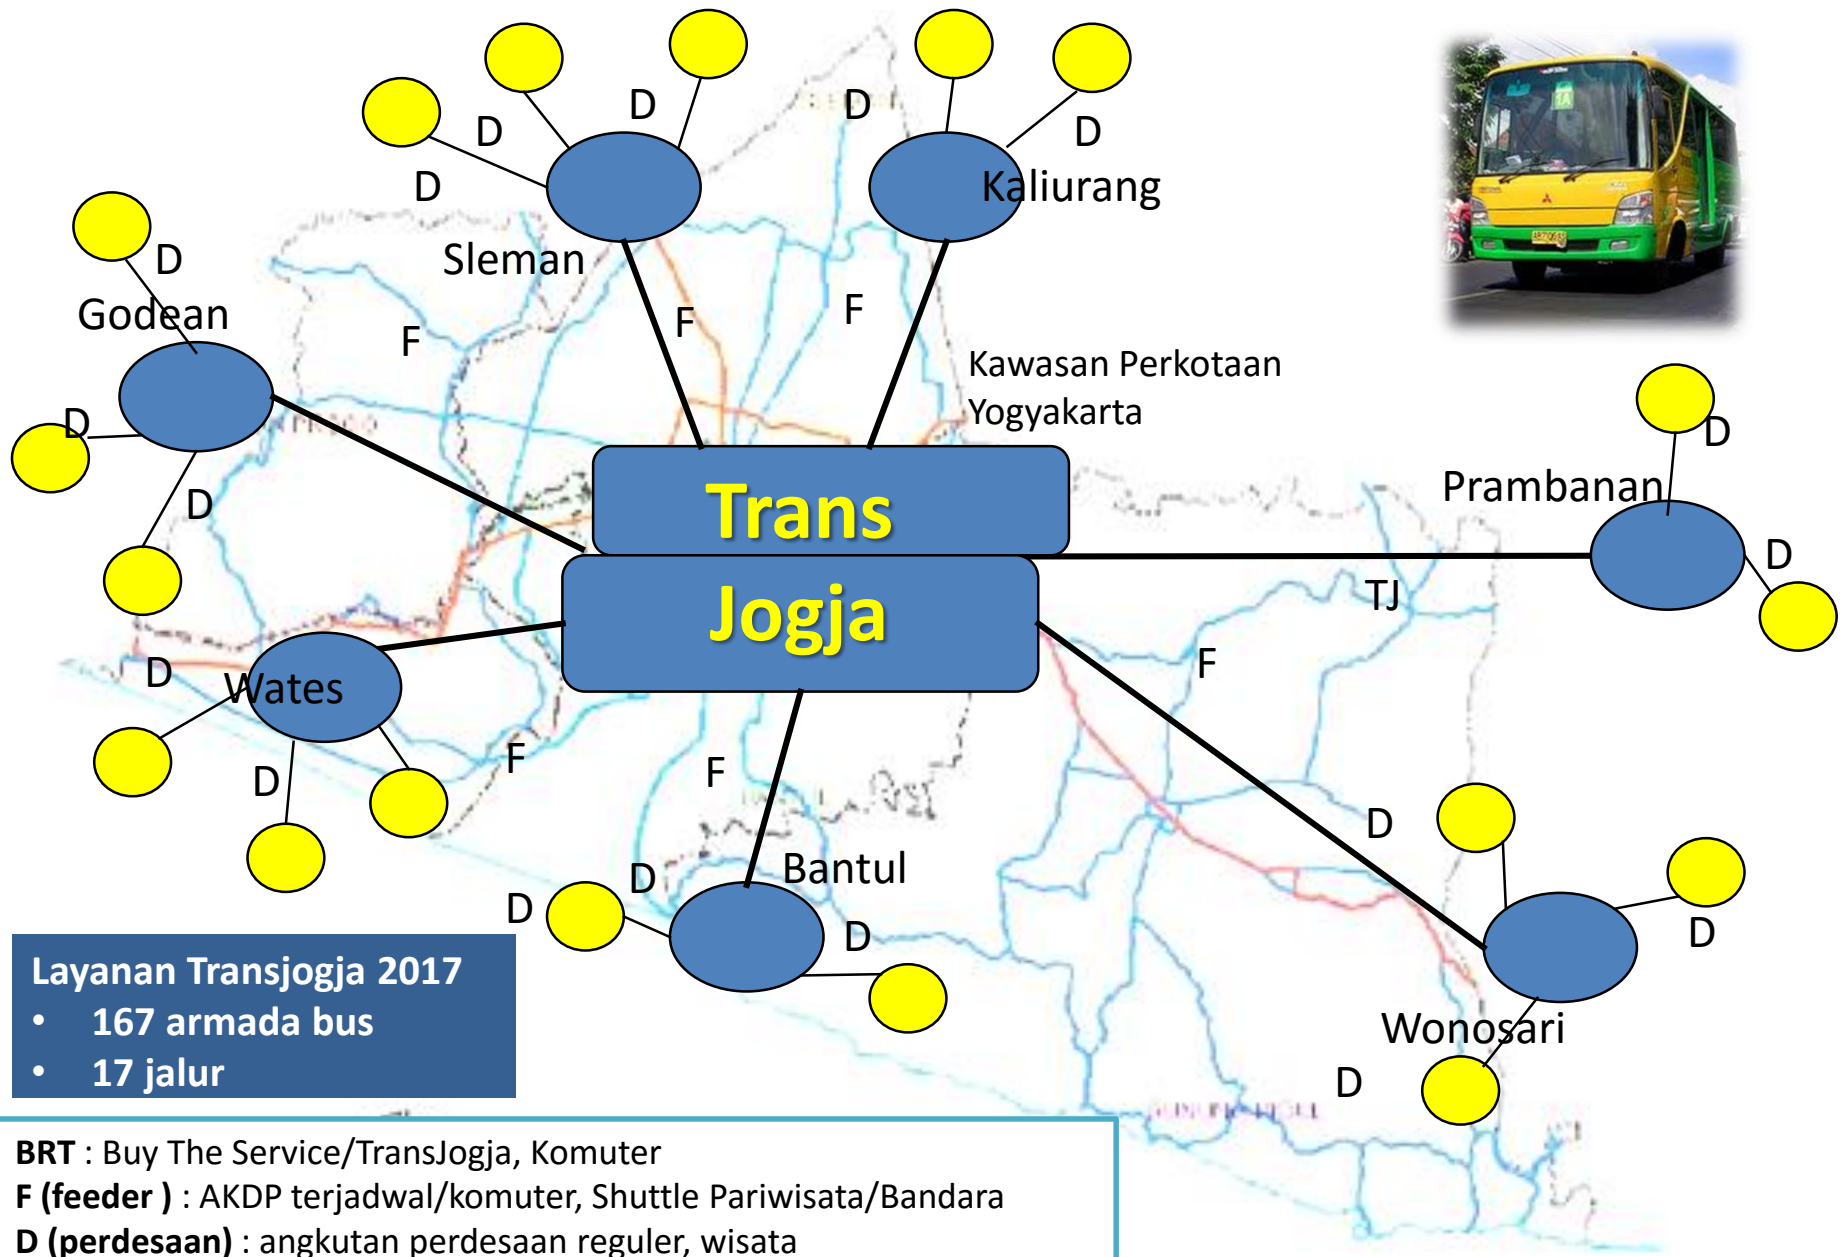 D
D
D
D
D
Kaliurang
D
Sleman
D
Godean
F
F
F
Kawasan Perkotaan
Yogyakarta
D
D
Prambanan
D
Trans
D
TJ
Jogja
F
D
Wates
F
F
D
D
Bantul
D
D
D
D
Layanan Transjogja 2017
• 167 armada bus
• 17 jalur
Wonosari
D
BRT : Buy The Service/TransJogja, Komuter
F (feeder ) : AKDP terjadwal/komuter, Shuttle Pariwisata/Bandara
D (perdesaan) : angkutan perdesaan reguler, wisata